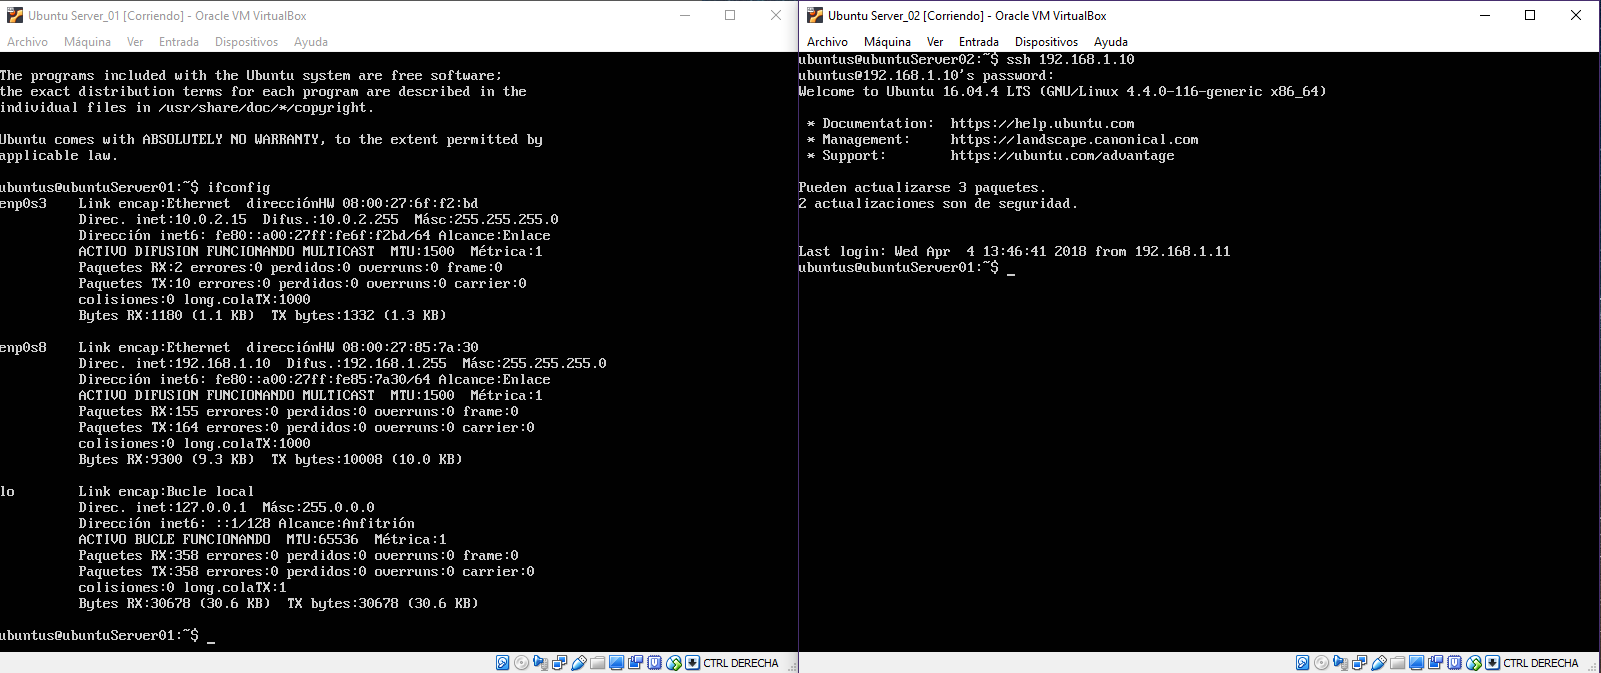 Ubuntu Server_01 [Corriendo] - Oracle VM VirtualBox
Archivo Máquina Ver Entrada Dispositivos Ayuda
The programs included with the Ubuntu system are free software;
the exact distribution terms for each program are described in the
individual files in /usr/share/doc/*/copyright.
Ubuntu comes with ABSOLUTELY NO WARRANTY, to the extent permitted by
applicable law.
ubuntus@ubuntuServer01:~$ ifconfig
enp0s3 Link encap:Ethernet direcciónHW 08:00:27:6f:f2:bd
Direc. inet:10.0.2.15 Difus.:10.0.2.255 Másc:255.255.255.0
Dirección inet6: fe80::a00:27ff:fe6f:f2bd/64 Alcance:Enlace
ACTIVO DIFUSION FUNCIONANDO MULTICAST MTU:1500 Métrica:1
Paquetes RX:2 errores:0 perdidos:0 overruns:0 frame:0
Paquetes TX:10 errores:0 perdidos:0 overruns:0 carrier:0
colisiones:0 long.colaTX:1000
Bytes RX:1180 (1.1 KB) TX bytes:1332 (1.3 KB)
enp0s8 Link encap:Ethernet direcciónHW 08:00:27:85:7a:30
Direc. inet:192.168.1.10 Difus.:192.168.1.255 Másc:255.255.255.0
Dirección inet6: fe80::a00:27ff:fe85:7a30/64 Alcance:Enlace
ACTIVO DIFUSION FUNCIONANDO MULTICAST MTU:1500 Métrica:1
Paquetes RX:155 errores:0 perdidos:0 overruns:0 frame:0
Paquetes TX:164 errores:0 perdidos:0 overruns:0 carrier:0
colisiones:0 long.colaTX:1000
Bytes RX:9300 (9.3 KB) TX bytes:10008 (10.0 KB)
lo Link encap:Bucle local
Direc. inet:127.0.0.1 Másc:255.0.0.0
Dirección inet6: ::1/128 Alcance:Anfitrión
ACTIVO BUCLE FUNCIONANDO MTU:65536 Métrica:1
Paquetes RX:358 errores:0 perdidos:0 overruns:0 frame:0
Paquetes TX:358 errores:0 perdidos:0 overruns:0 carrier:0
colisiones:0 long.colaTX:1
Bytes RX:30678 (30.6 KB) TX bytes:30678 (30.6 KB)
ubuntus@ubuntuServer01:~$ _
CTRL DERECHA
Ubuntu Server_02 [Corriendo] - Oracle VM VirtualBox
Archivo Máquina Ver Entrada Dispositivos Ayuda
ubuntus@ubuntuServer02:~$ ssh 192.168.1.10
ubuntus@192.168.1.10's password:
Welcome to Ubuntu 16.04.4 LTS (GNU/Linux 4.4.0-116-generic x86_64)
* Documentation: https://help.ubuntu.com
* Management: https://landscape.canonical.com
* Support: https://ubuntu.com/advantage
Pueden actualizarse 3 paquetes.
2 actualizaciones son de seguridad.
Last login: Wed Apr 4 13:46:41 2018 from 192.168.1.11
ubuntus@ubuntuServer01:~$ _
CTRL DERECHA